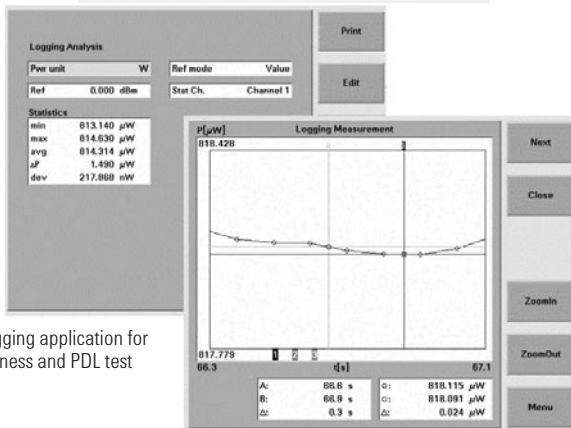 Print
Edit
Logging Analysis
Pwr unit W
Ref 0.000 dBm
Ref mode Value
Stat Ch. Channel 1
Statistics
min 813.140 µW
max 814.630 µW
avg 814.314 µW
ΔP 1.490 µW
dev 217.868 nW
P[µW] Logging Measurement
818.428
A B
817.779 1 2 3
66.3 t[s] 67.1
A: 66.6 s
B: 66.9 s
Δ: 0.3 s
◇: 818.115 µW
□: 818.091 µW
Δ: 0.024 µW
Next
Close
ZoomIn
ZoomOut
Menu
gging application for
ness and PDL test